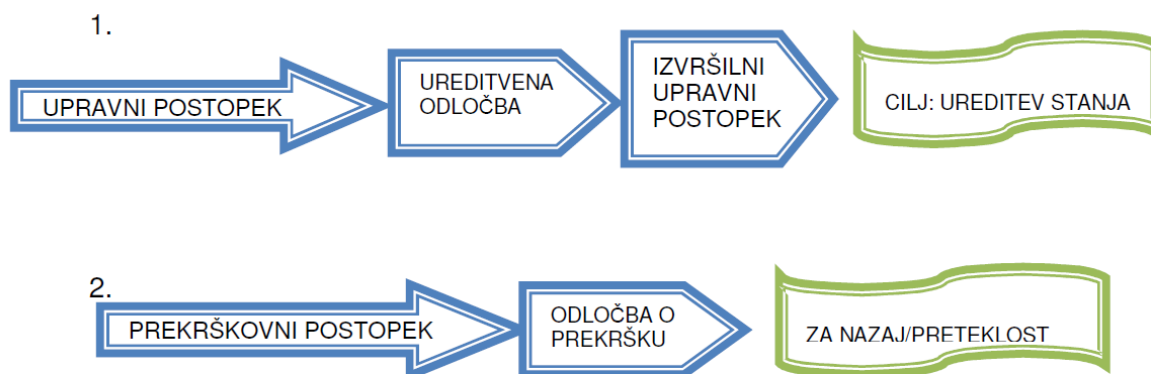 1.
UPRAVNI POSTOPEK
UREDITVENA
ODLOČBA
IZVRŠILNI
UPRAVNI
POSTOPEK
CILJ: UREDITEV STANJA
2.
PREKRŠKOVNI POSTOPEK
ODLOČBA O
PREKRŠKU
ZA NAZAJ/PRETEKLOST